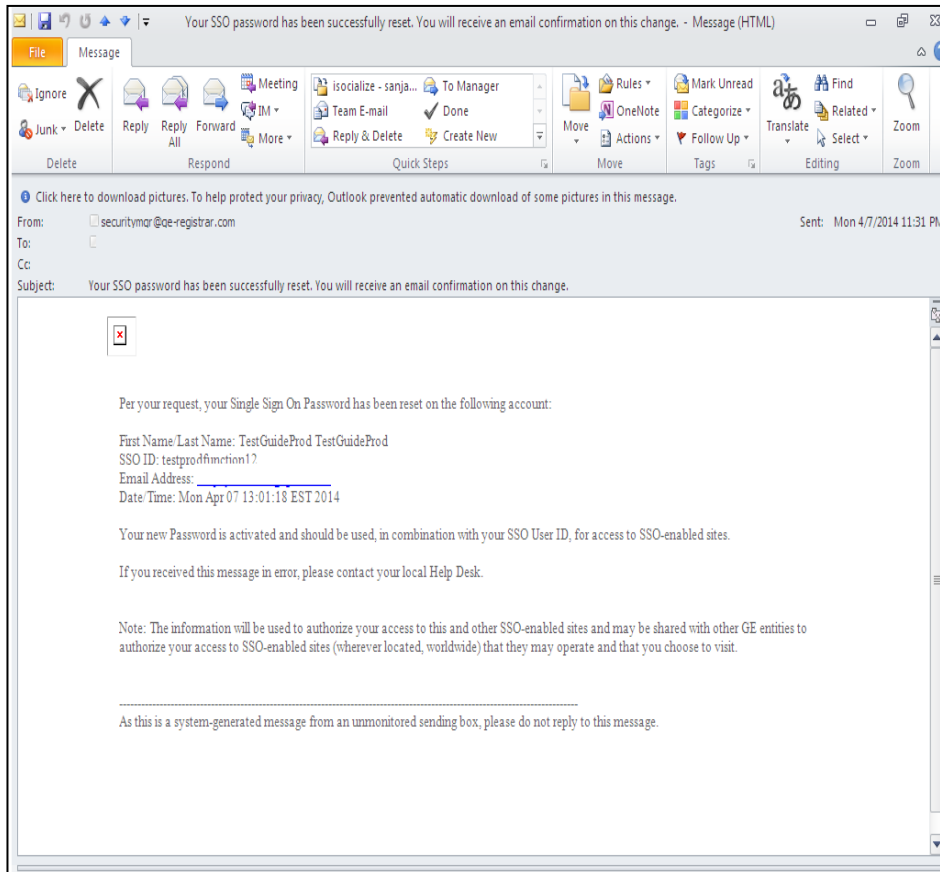 Your SSO password has been successfully reset. You will receive an email confirmation on this change. - Message (HTML)
File Message
Ignore
Junk
Delete
Delete
Reply
Reply All
Forward
Meeting
IM
More
Respond
isocialize - sanja...
Team E-mail
Reply & Delete
To Manager
Done
Create New
Quick Steps
Move
Rules
OneNote
Actions
Move
Mark Unread
Categorize
Follow Up
Tags
Translate
Find
Related
Select
Editing
Zoom
Zoom
Click here to download pictures. To help protect your privacy, Outlook prevented automatic download of some pictures in this message.
From: securitymgr@ge-registrar.com Sent: Mon 4/7/2014 11:31 PM
To:
Cc:
Subject: Your SSO password has been successfully reset. You will receive an email confirmation on this change.
Per your request, your Single Sign On Password has been reset on the following account:
First Name/Last Name: TestGuideProd TestGuideProd
SSO ID: testprodfunction12
Email Address:
Date/Time: Mon Apr 07 13:01:18 EST 2014
Your new Password is activated and should be used, in combination with your SSO User ID, for access to SSO-enabled sites.
If you received this message in error, please contact your local Help Desk.
Note: The information will be used to authorize your access to this and other SSO-enabled sites and may be shared with other GE entities to
authorize your access to SSO-enabled sites (wherever located, worldwide) that they may operate and that you choose to visit.
As this is a system-generated message from an unmonitored sending box, please do not reply to this message.